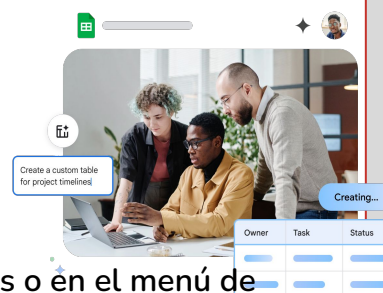 Create a custom table
for project timelines
Creating...
Owner Task Status
s o en el menú de